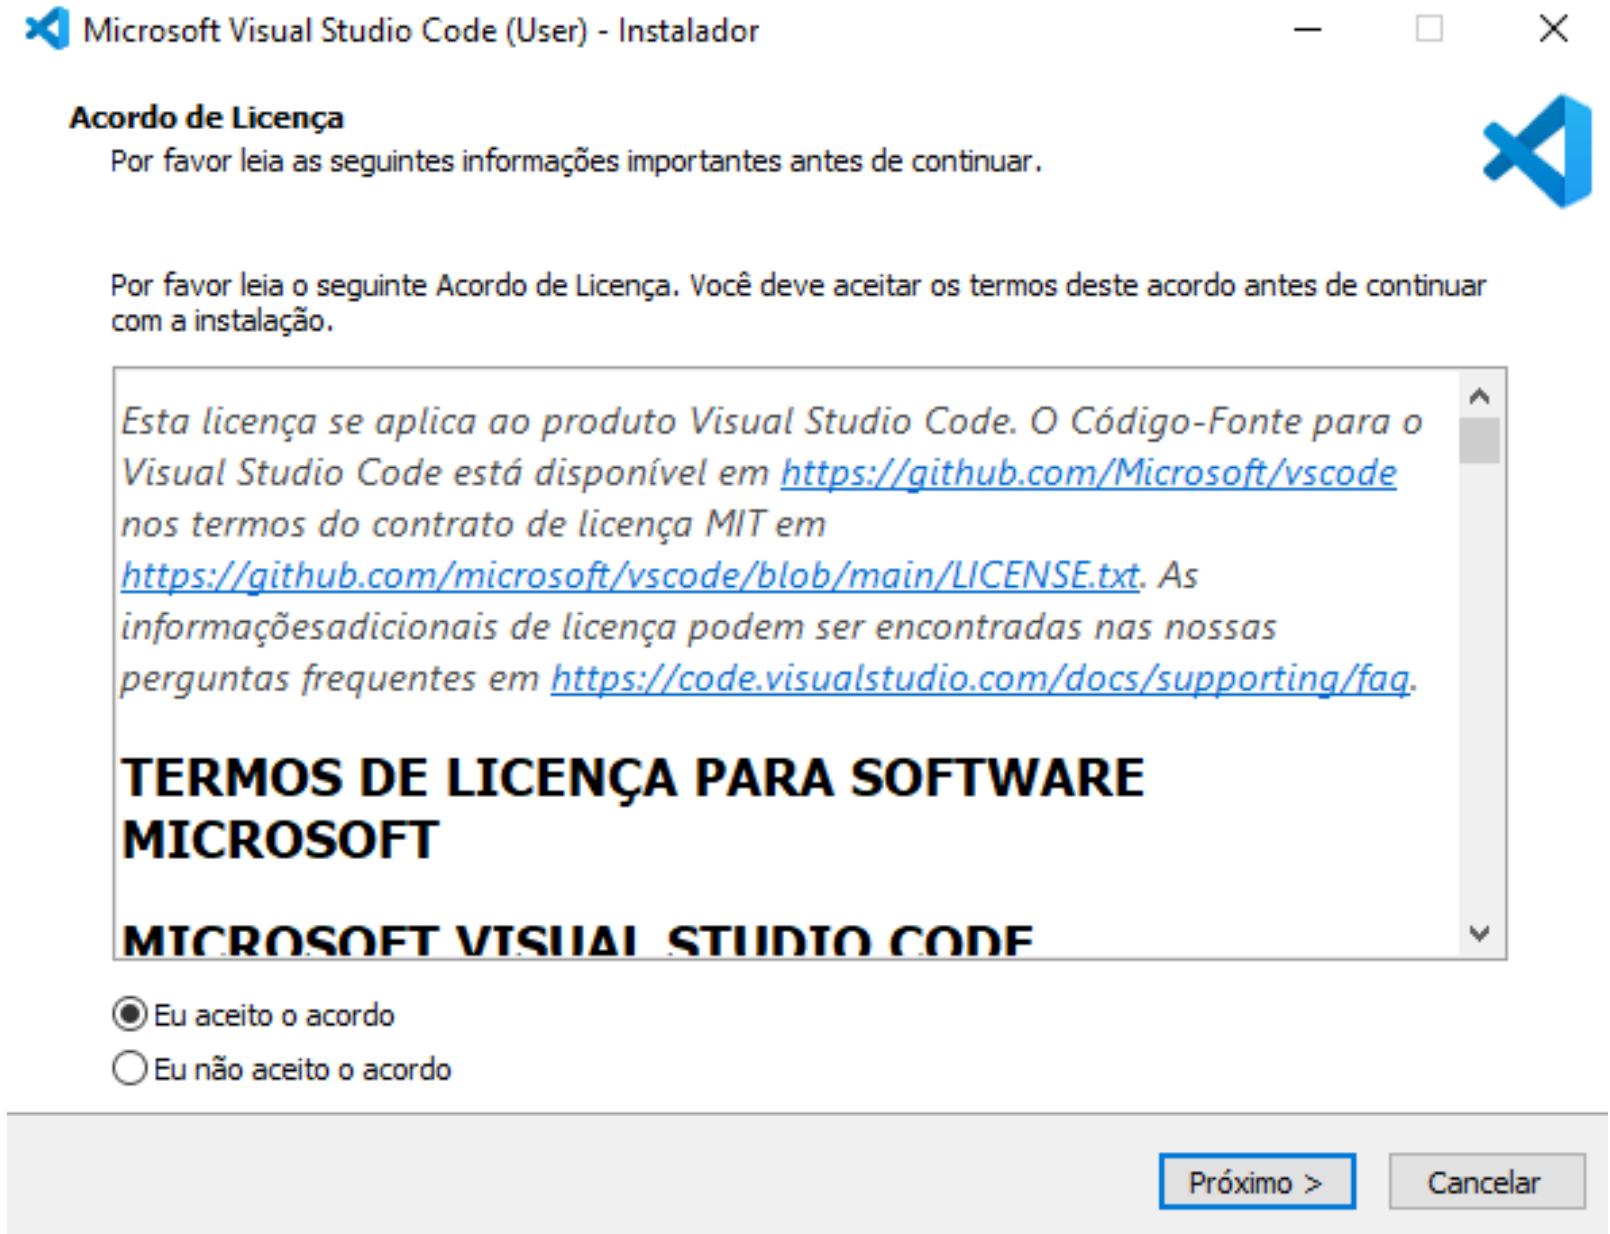 Microsoft Visual Studio Code (User) - Instalador
Acordo de Licença
Por favor leia as seguintes informações importantes antes de continuar.
Por favor leia o seguinte Acordo de Licença. Você deve aceitar os termos deste acordo antes de continuar
com a instalação.
Esta licença se aplica ao produto Visual Studio Code. O Código-Fonte para o
Visual Studio Code está disponível em https://github.com/Microsoft/vscode
nos termos do contrato de licença MIT em
https://github.com/microsoft/vscode/blob/main/LICENSE.txt. As
informaçõesadicionais de licença podem ser encontradas nas nossas
perguntas frequentes em https://code.visualstudio.com/docs/supporting/faq.
TERMOS DE LICENÇA PARA SOFTWARE
MICROSOFT
MICROSOFT VISUAL STUDIO CODE
Eu aceito o acordo
Eu não aceito o acordo
Próximo >
Cancelar